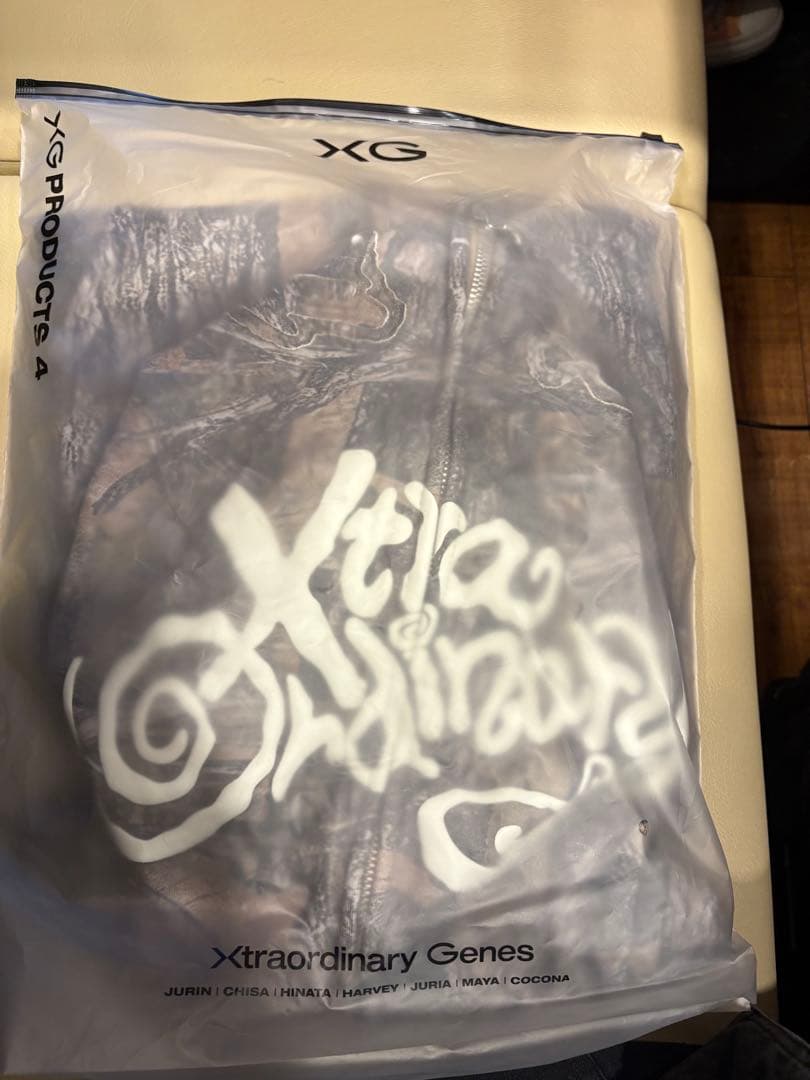 XG
XG PRODUCTS 4
Xtra
Ordinary
Xtraordinary Genes
JURIN | CHISA | HINATA | HARVEY | JURIA | MAYA | COCONA